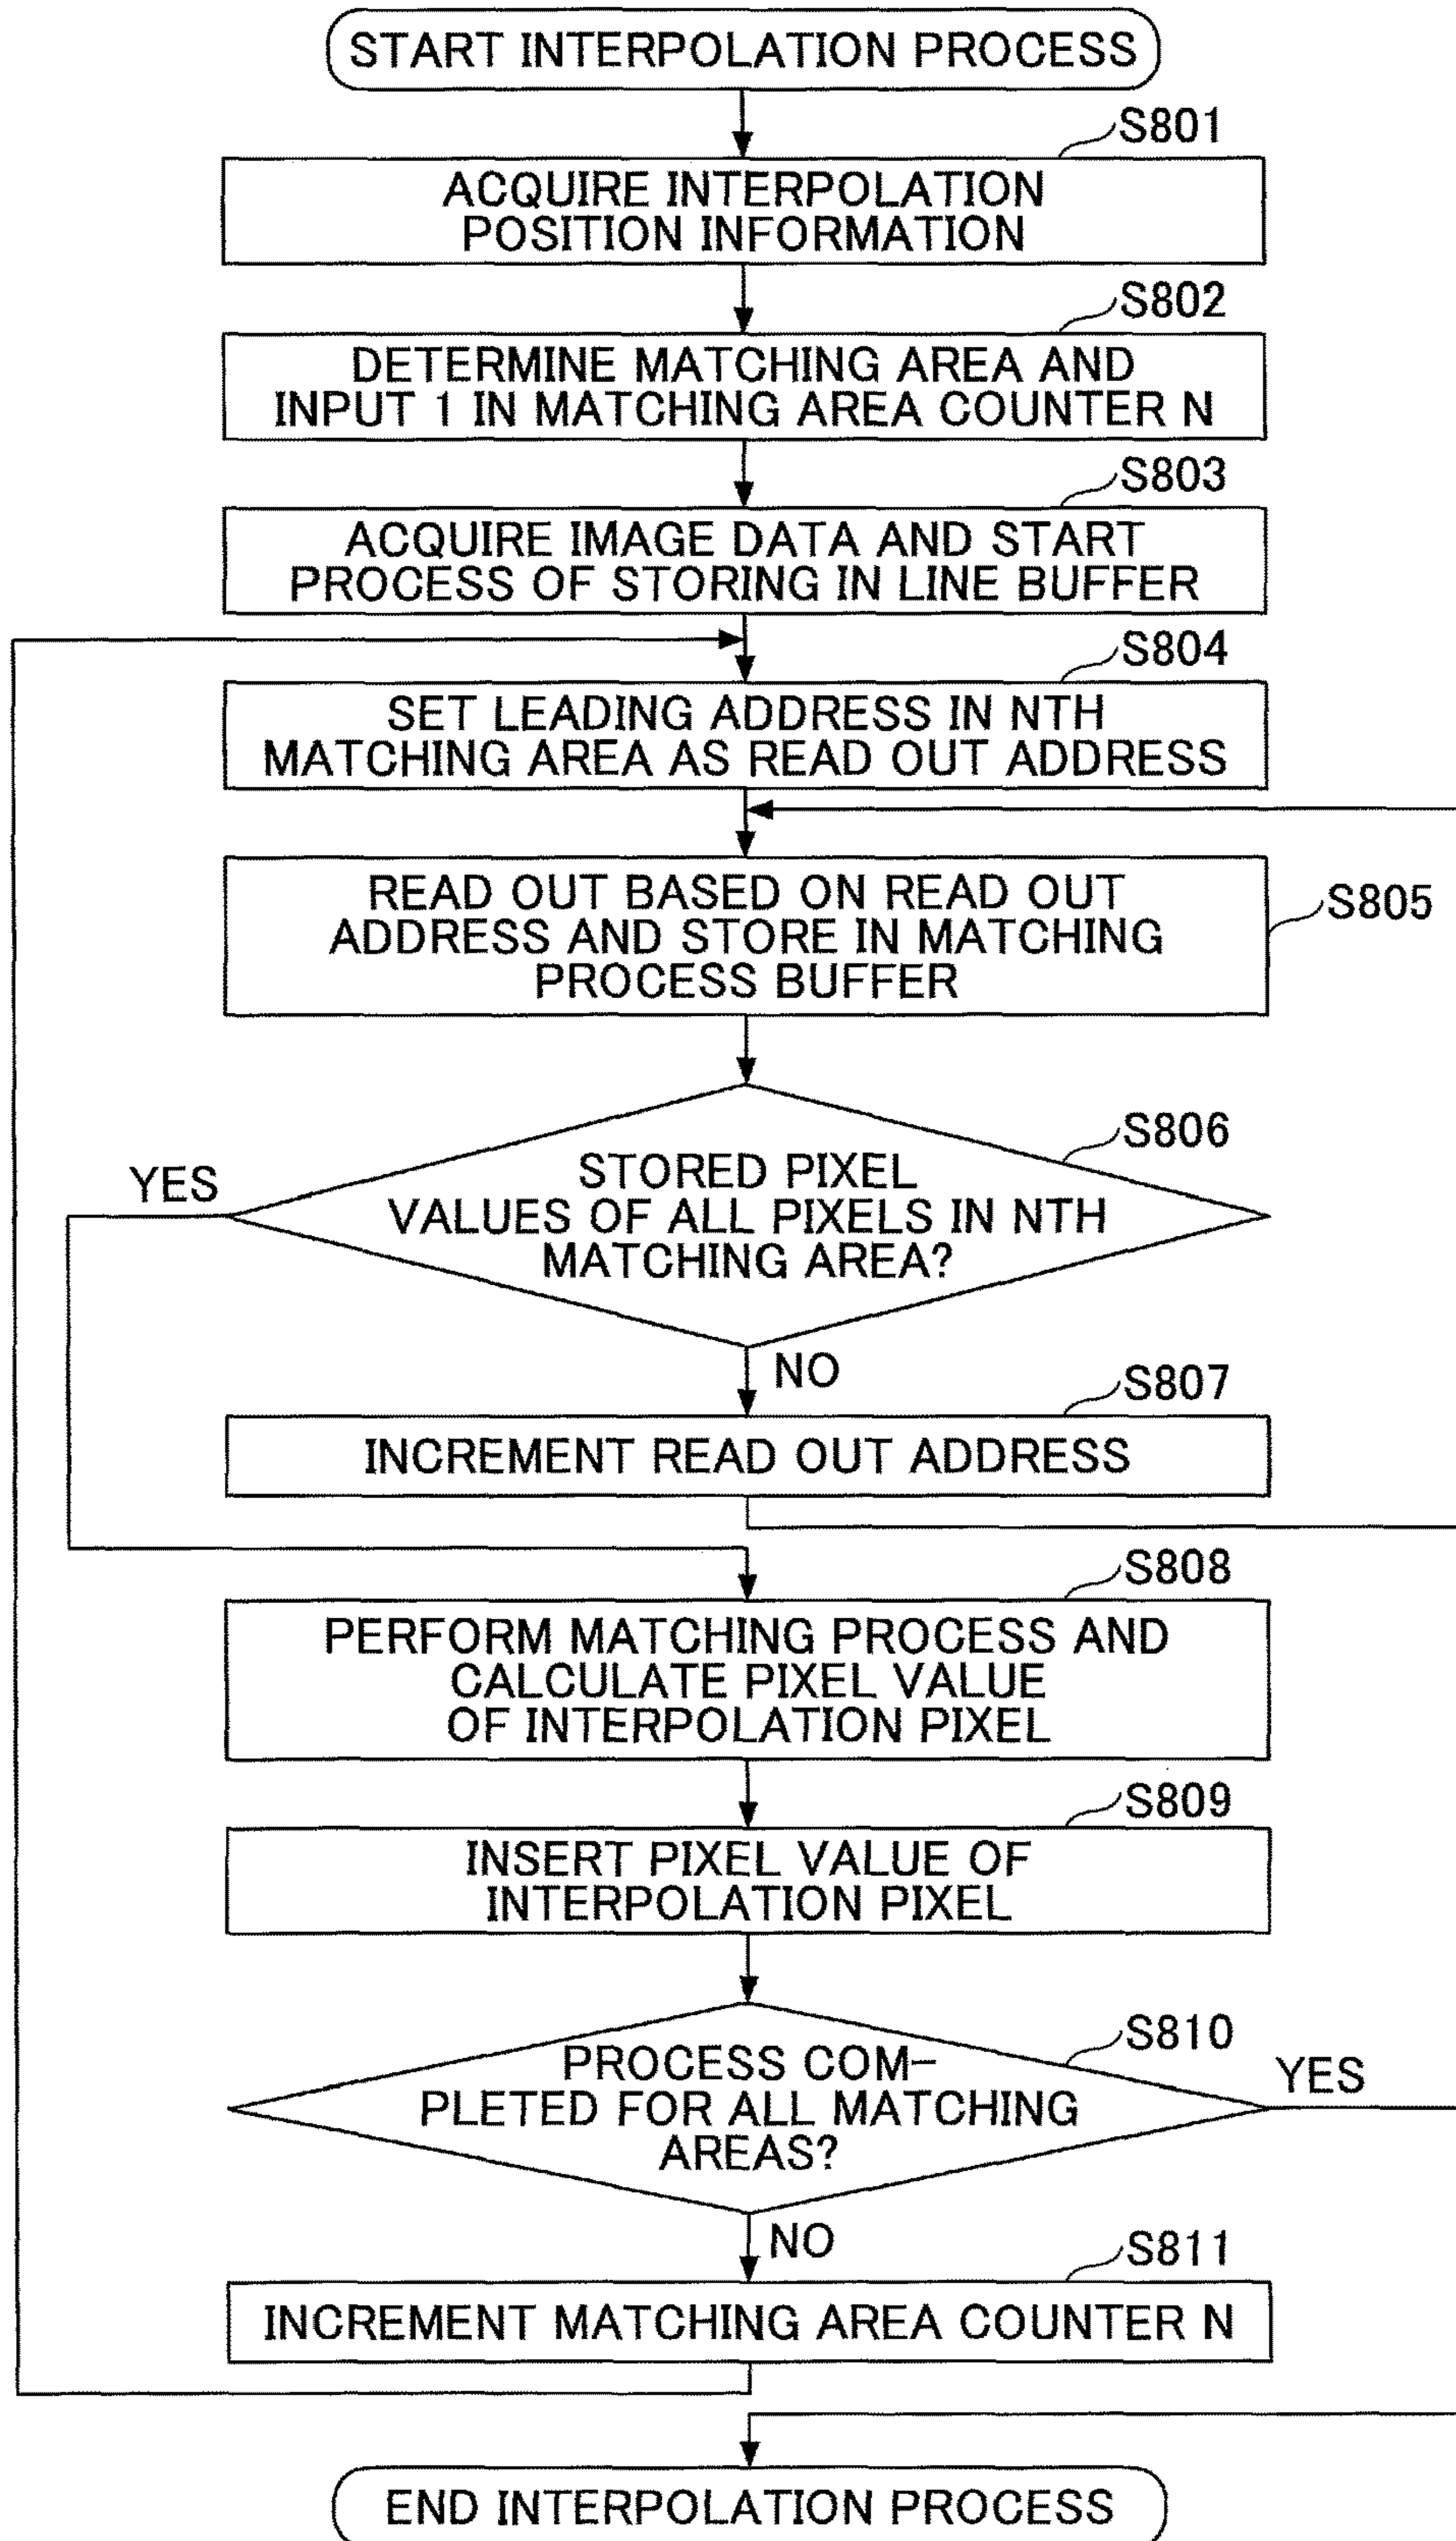 START INTERPOLATION PROCESS
S801
ACQUIRE INTERPOLATION
POSITION INFORMATION
S802
DETERMINE MATCHING AREA AND
INPUT 1 IN MATCHING AREA COUNTER N
S803
ACQUIRE IMAGE DATA AND START
PROCESS OF STORING IN LINE BUFFER
S804
SET LEADING ADDRESS IN NTH
MATCHING AREA AS READ OUT ADDRESS
READ OUT BASED ON READ OUT
ADDRESS AND STORE IN MATCHING
PROCESS BUFFER
S805
S806
YES
STORED PIXEL
VALUES OF ALL PIXELS IN NTH
MATCHING AREA?
NO
S807
INCREMENT READ OUT ADDRESS
S808
PERFORM MATCHING PROCESS AND
CALCULATE PIXEL VALUE
OF INTERPOLATION PIXEL
S809
INSERT PIXEL VALUE OF
INTERPOLATION PIXEL
S810
PROCESS COM-
PLETED FOR ALL MATCHING
AREAS?
YES
NO
S811
INCREMENT MATCHING AREA COUNTER N
END INTERPOLATION PROCESS